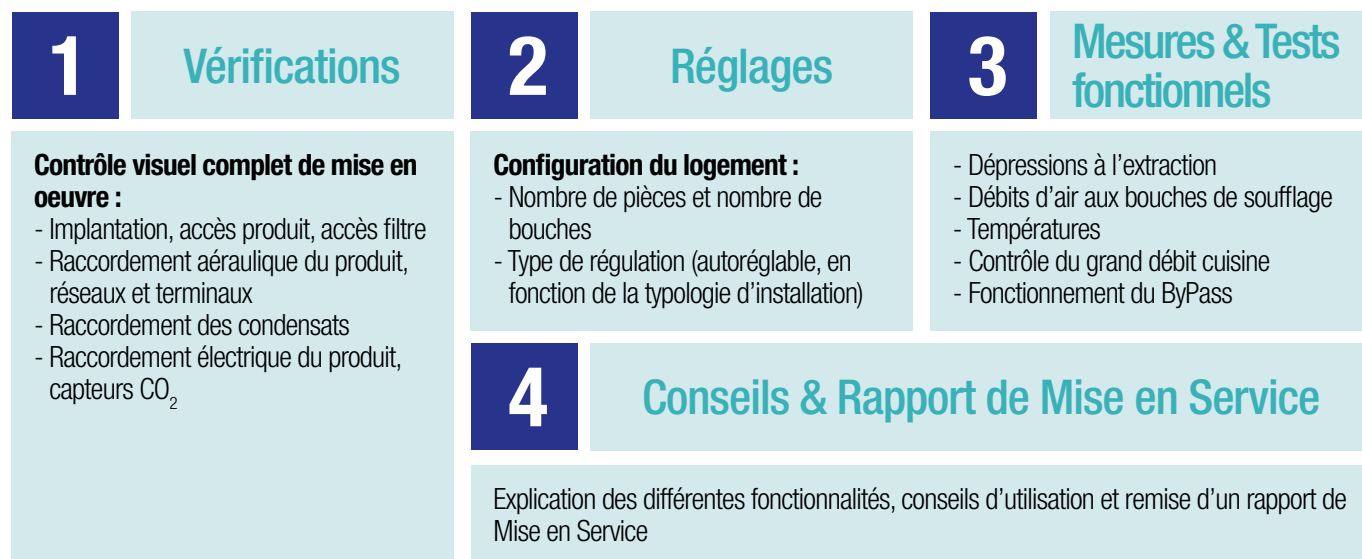 1
Vérifications
Contrôle visuel complet de mise en
oeuvre :
- Implantation, accès produit, accès filtre
- Raccordement aéraulique du produit,
réseaux et terminaux
- Raccordement des condensats
- Raccordement électrique du produit,
capteurs CO₂
2
Réglages
Configuration du logement :
- Nombre de pièces et nombre de
bouches
- Type de régulation (autoréglable, en
fonction de la typologie d’installation)
3
Mesures & Tests
fonctionnels
- Dépressions à l’extraction
- Débits d’air aux bouches de soufflage
- Températures
- Contrôle du grand débit cuisine
- Fonctionnement du ByPass
4
Conseils & Rapport de Mise en Service
Explication des différentes fonctionnalités, conseils d’utilisation et remise d’un rapport de
Mise en Service